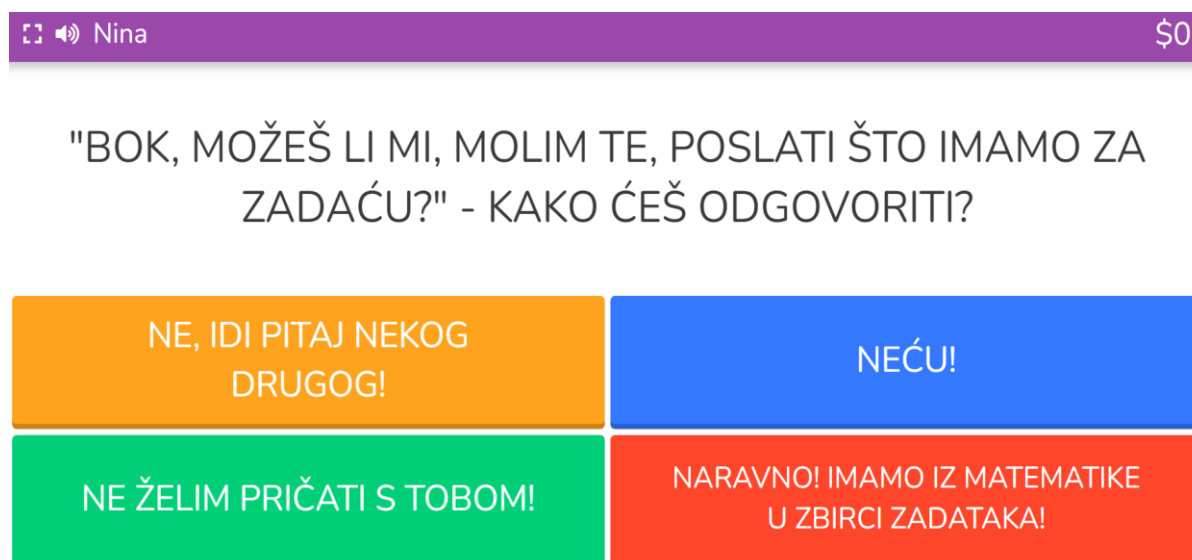 Nina
$0
"BOK, MOŽEŠ LI MI, MOLIM TE, POSLATI ŠTO IMAMO ZA
ZADAĆU?" - KAKO ĆEŠ ODGOVORITI?
NE, IDI PITAJ NEKOG
DRUGOG!
NEĆU!
NE ŽELIM PRIČATI S TOBOM!
NARAVNO! IMAMO IZ MATEMATIKE
U ZBIRCI ZADATAKA!